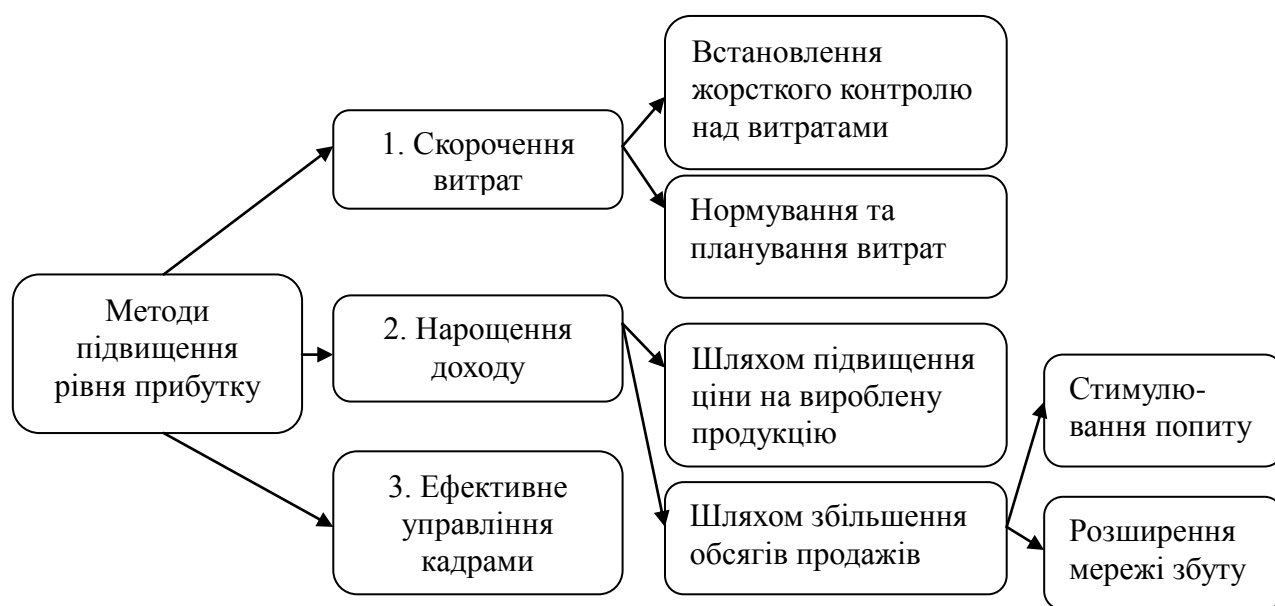 Методи
підвищення
рівня прибутку
1. Скорочення
витрат
Встановлення
жорсткого контролю
над витратами
Нормування та
планування витрат
2. Нарощення
доходу
Шляхом підвищення
ціни на вироблену
продукцію
Шляхом збільшення
обсягів продажів
Стимулю-
вання попиту
Розширення
мережі збуту
3. Ефективне
управління
кадрами